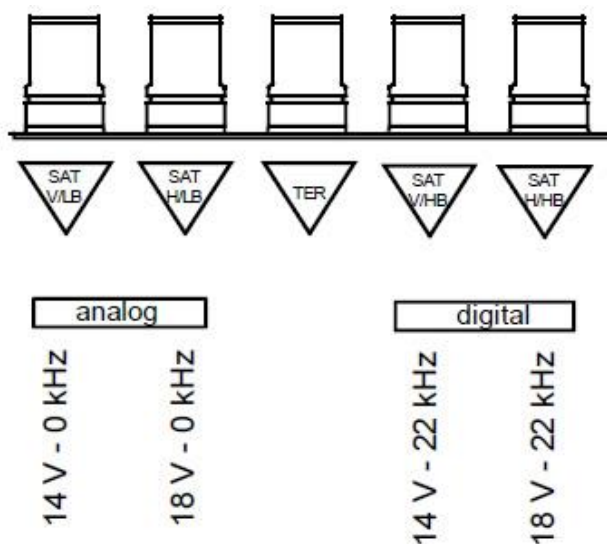 SAT
V/LB
SAT
H/LB
TER
SAT
V/HB
SAT
H/HB
analog
digital
14 V - 0 kHz
18 V - 0 kHz
14 V - 22 kHz
18 V - 22 kHz